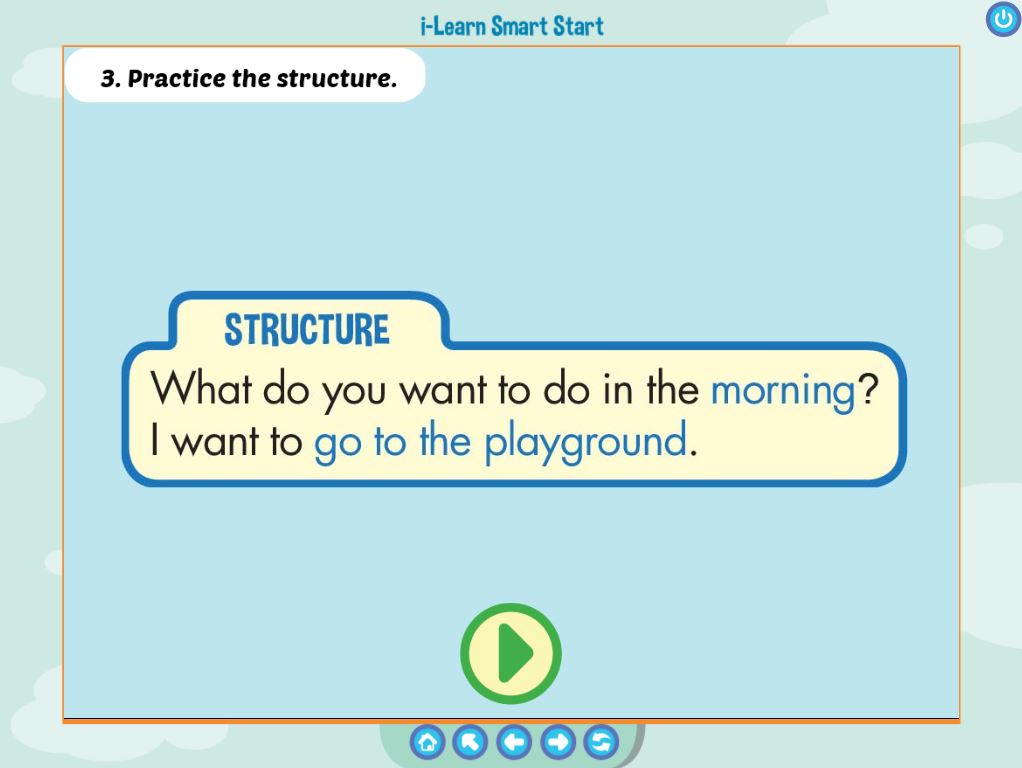 i-Learn Smart Start
3. Practice the structure.
STRUCTURE
What do you want to do in the morning?
I want to go to the playground.